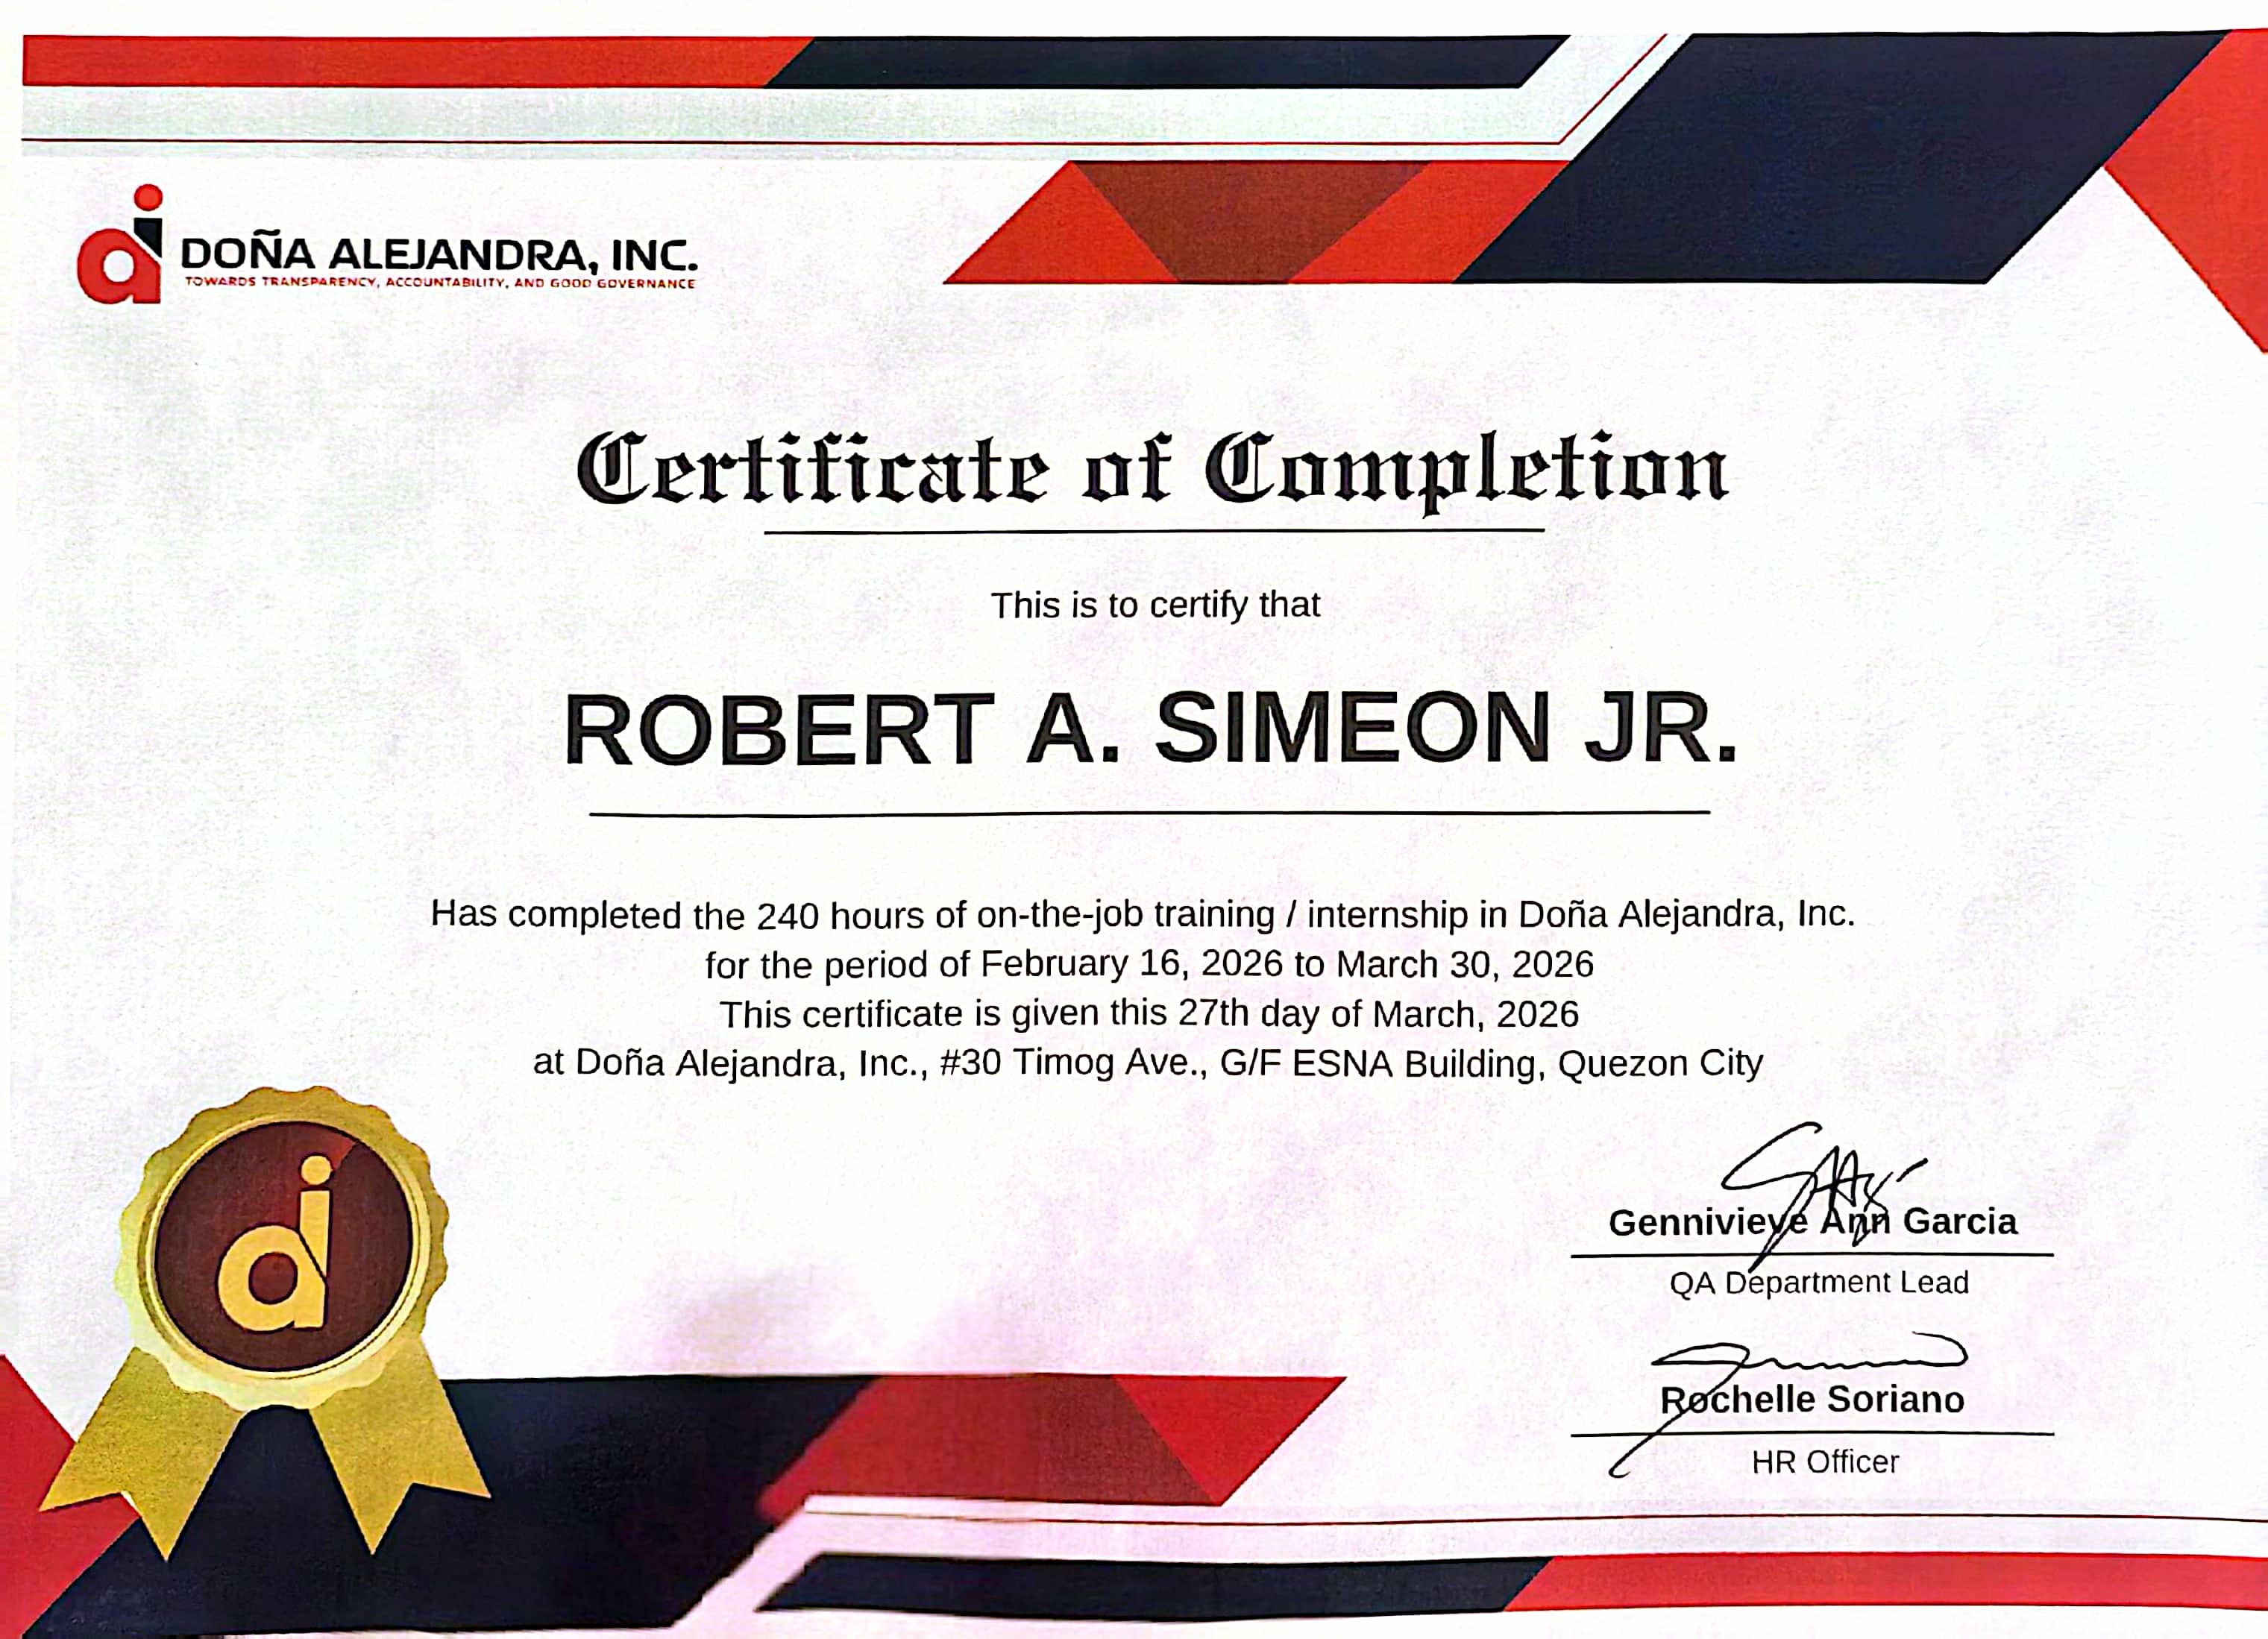 DOÑA ALEJANDRA, INC.
TOWARDS TRANSPARENCY, ACCOUNTABILITY, AND GOOD GOVERNANCE
Certificate of Completion
This is to certify that
ROBERT A. SIMEON JR.
Has completed the 240 hours of on-the-job training / internship in Doña Alejandra, Inc.
for the period of February 16, 2026 to March 30, 2026
This certificate is given this 27th day of March, 2026
at Doña Alejandra, Inc., #30 Timog Ave., G/F ESNA Building, Quezon City
Gennivieve Ann Garcia
QA Department Lead
Rochelle Soriano
HR Officer